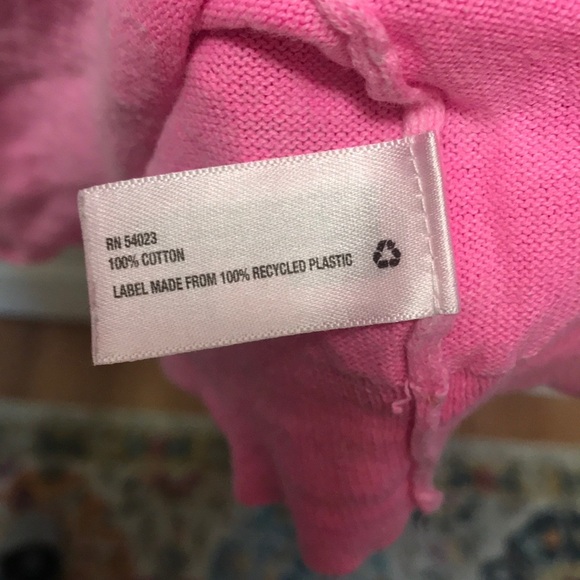 RN 54023
100% COTTON
LABEL MADE FROM 100% RECYCLED PLASTIC